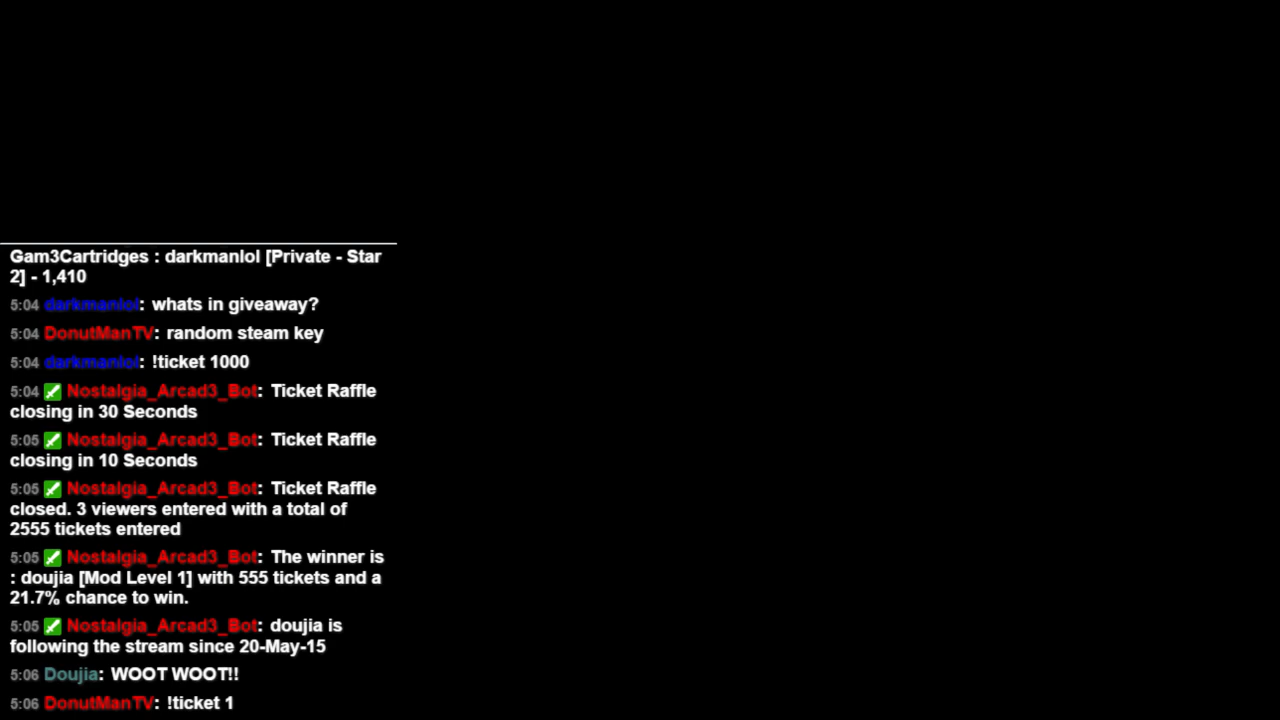 Gam3Cartridges : darkmanlol [Private - Star
2] - 1,410
5:04 darkmanlol: whats in giveaway?
5:04 DonutManTV: random steam key
5:04 darkmanlol: !ticket 1000
5:04 Nostalgia_Arcad3_Bot: Ticket Raffle
closing in 30 Seconds
5:05 Nostalgia_Arcad3_Bot: Ticket Raffle
closing in 10 Seconds
5:05 Nostalgia_Arcad3_Bot: Ticket Raffle
closed. 3 viewers entered with a total of
2555 tickets entered
5:05 Nostalgia_Arcad3_Bot: The winner is
: doujia [Mod Level 1] with 555 tickets and a
21.7% chance to win.
5:05 Nostalgia_Arcad3_Bot: doujia is
following the stream since 20-May-15
5:06 Doujia: WOOT WOOT!!
5:06 DonutManTV: !ticket 1